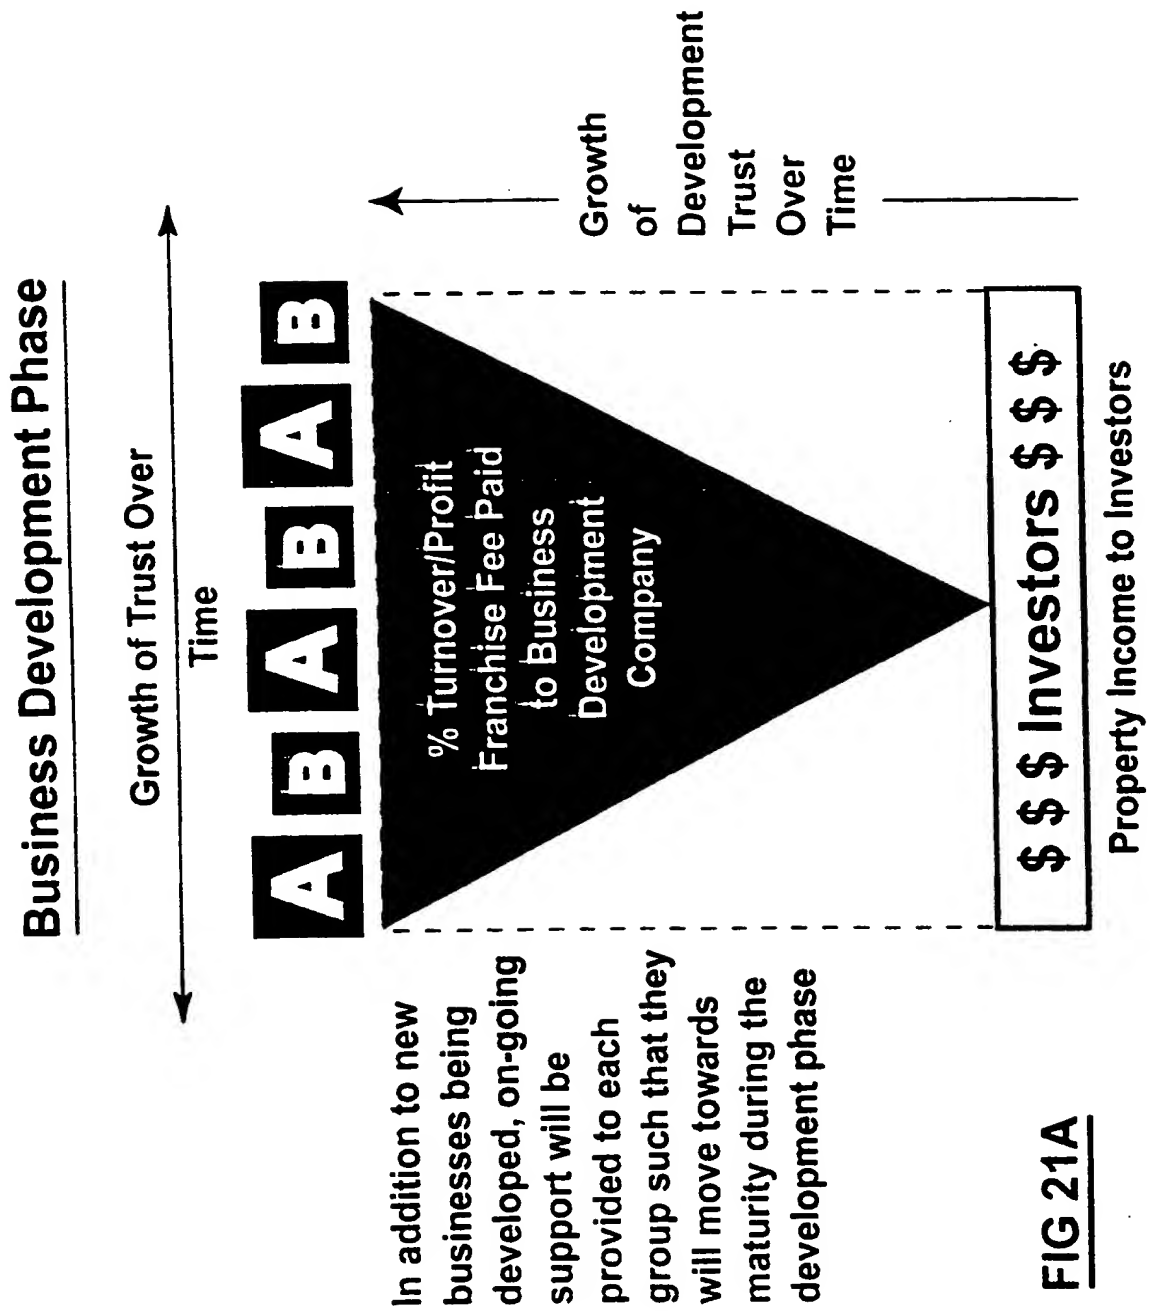 Business Development Phase
Growth of Trust Over
Time
A B A B A B
In addition to new
businesses being
developed, on-going
support will be
provided to each
group such that they
will move towards
maturity during the
development phase
% Turnover/Profit
Franchise Fee Paid
to Business
Development
Company
Growth
of
Development
Trust
Over
Time
$ $ $ Investors $ $ $
Property Income to Investors
FIG 21A